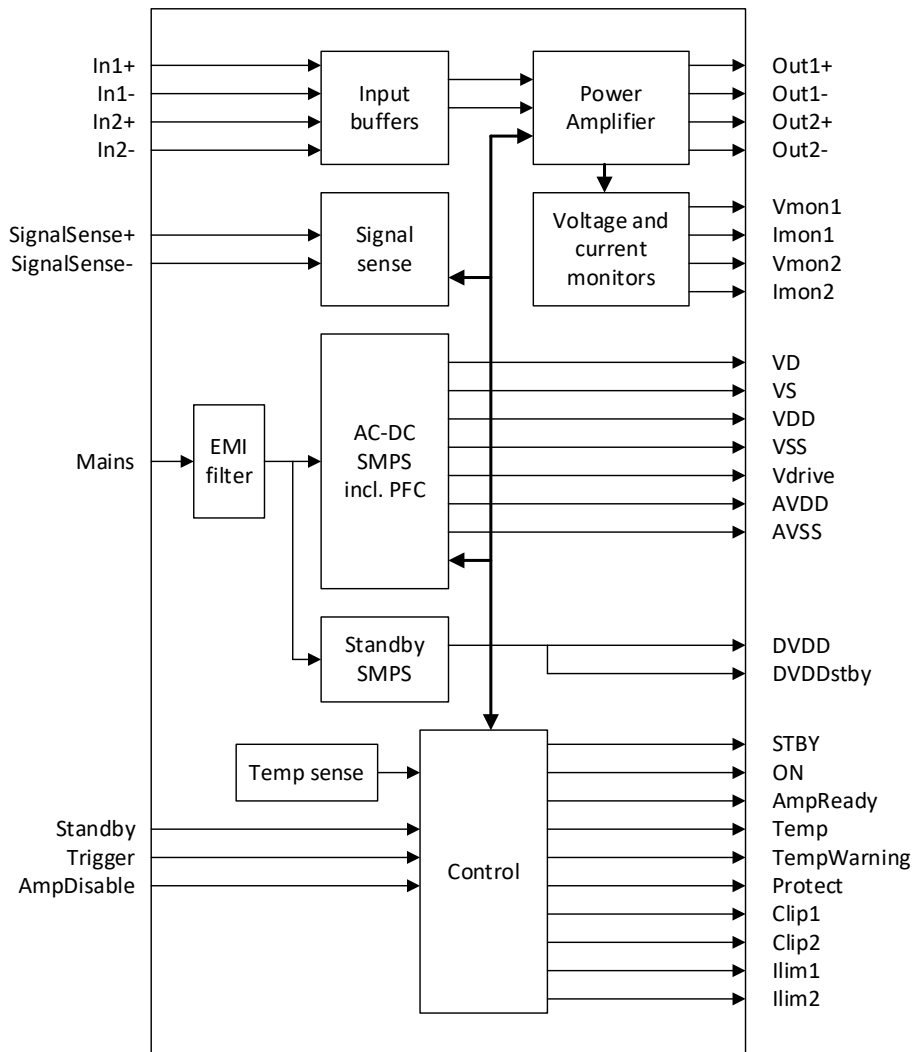 In1+
In1-
In2+
In2-
Input
buffers
Power
Amplifier
Out1+
Out1-
Out2+
Out2-
SignalSense+
SignalSense-
Signal
sense
Voltage and
current
monitors
Vmon1
Imon1
Vmon2
Imon2
Mains
EMI
filter
AC-DC
SMPS
incl. PFC
VD
VS
VDD
VSS
Vdrive
AVDD
AVSS
Standby
SMPS
DVDD
DVDDstby
Temp sense
Standby
Trigger
AmpDisable
Control
STBY
ON
AmpReady
Temp
TempWarning
Protect
Clip1
Clip2
Ilim1
Ilim2